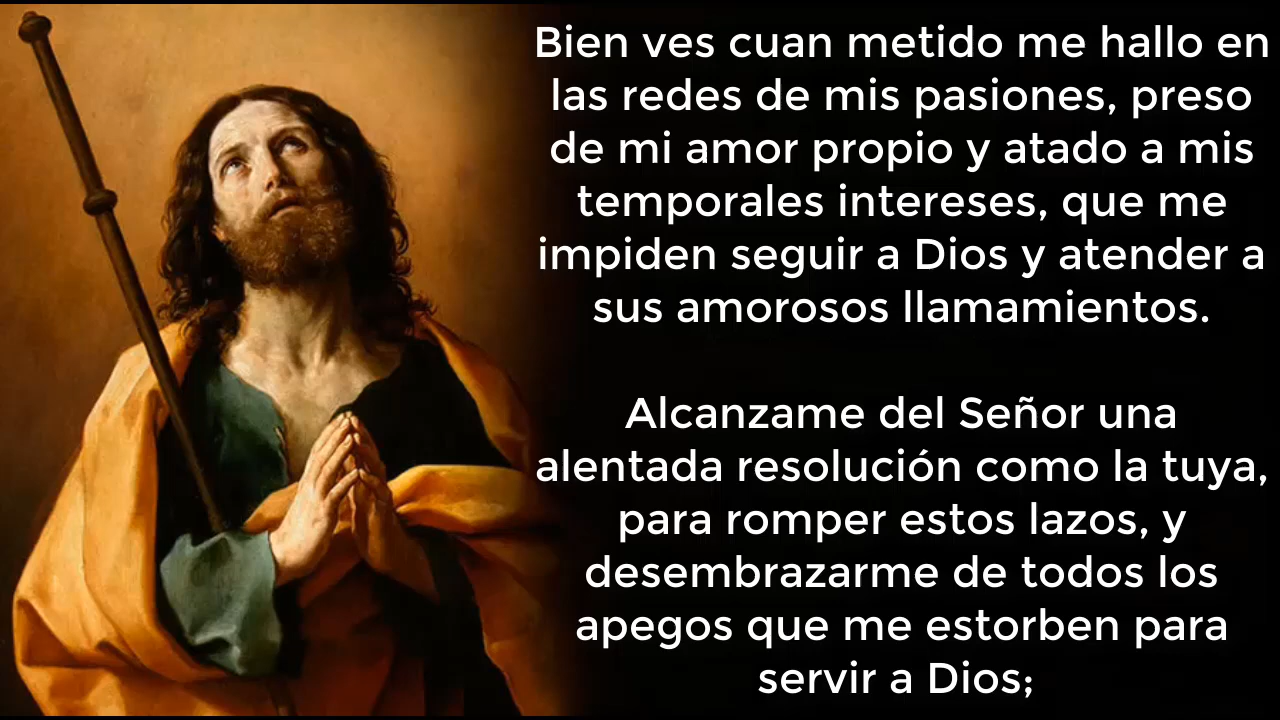 Bien ves cuan metido me hallo en
las redes de mis pasiones, preso
de mi amor propio y atado a mis
temporales intereses, que me
impiden seguir a Dios y atender a
sus amorosos llamamientos.
Alcanzame del Señor una
alentada resolución como la tuya,
para romper estos lazos, y
desembrazarme de todos los
apegos que me estorben para
servir a Dios;